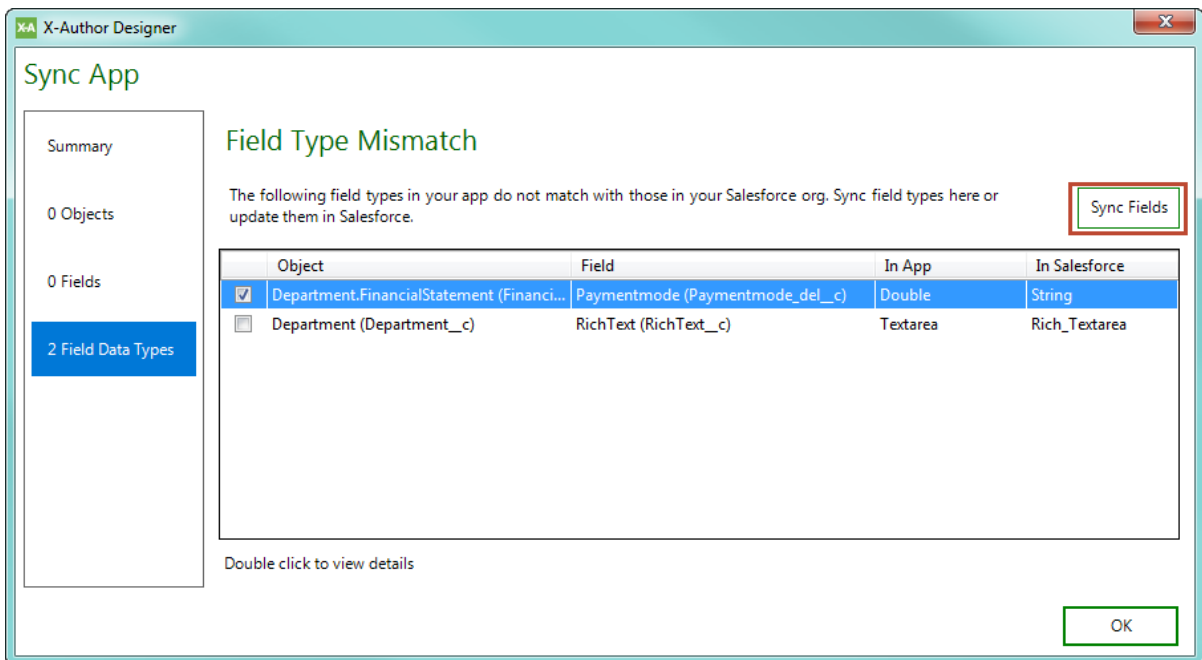 X-A X-Author Designer
Sync App
Summary
0 Objects
0 Fields
2 Field Data Types
Field Type Mismatch
The following field types in your app do not match with those in your Salesforce org. Sync field types here or
update them in Salesforce.
Sync Fields
Object Field In App In Salesforce
Department.FinancialStatement (Financi... Paymentmode (Paymentmode_del__c) Double String
Department (Department__c) RichText (RichText__c) Textarea Rich_Textarea
Double click to view details
OK